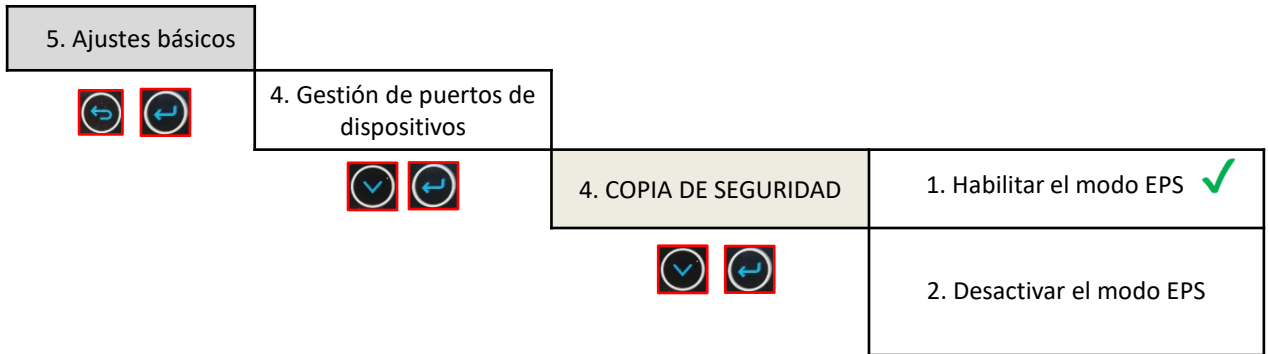 5. Ajustes básicos
4. Gestión de puertos de
dispositivos
4. COPIA DE SEGURIDAD
1. Habilitar el modo EPS
2. Desactivar el modo EPS